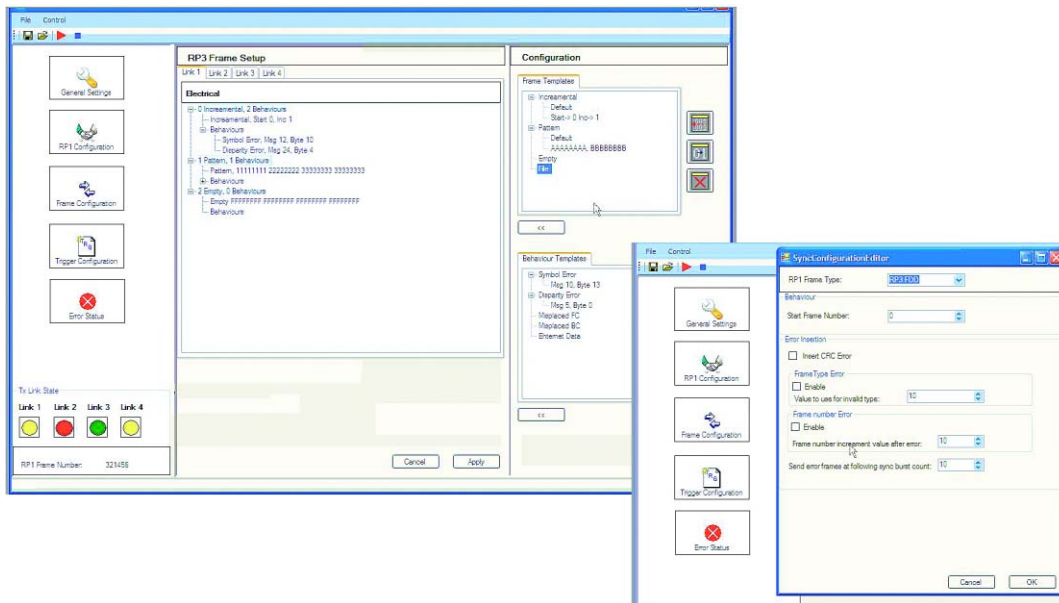 File Control
General Settings
RP1 Configuration
Frame Configuration
Trigger Configuration
Error Status
Tx Link State
Link 1 Link 2 Link 3 Link 4
RP1 Frame Number: 321456
RP3 Frame Setup
Link 1 Link 2 Link 3 Link 4
Electrical
0 Increamental, 2 Behaviours
Increamental, Start 0, Inc 1
Behaviours
Symbol Error, Msg 12, Byte 10
Disparty Error, Msg 24, Byte 4
1 Pattern, 1 Behaviours
Pattern, 11111111 22222222 33333333 33333333
Behaviours
2 Empty, 0 Behaviours
Empty FFFFFFFF FFFFFFFF FFFFFFFF FFFFFFFF
Behaviours
Cancel Apply
Configuration
Frame Templates
Increamental
Default
Start-> 0 Inc-> 1
Pattern
Default
AAAAAAAA, BBBBBBBB
Empty
File
<<
Behaviour Templates
Symbol Error
Msg 10, Byte 13
Disparty Error
Msg 5, Byte 0
Misplaced FC
Misplaced BC
Ehternet Data
<<
File Control
General Settings
RP1 Configuration
Frame Configuration
Trigger Configuration
Error Status
SyncConfigurationEditor
RP1 Frame Type: RP3 FDD
Behaviour
Start Frame Number: 0
Error Insertion
Insert CRC Error
FrameType Error
Enable
Value to use for invalid type: 10
Frame number Error
Enable
Frame number increment value after error: 10
Send error frames at following sync burst count: 10
Cancel OK